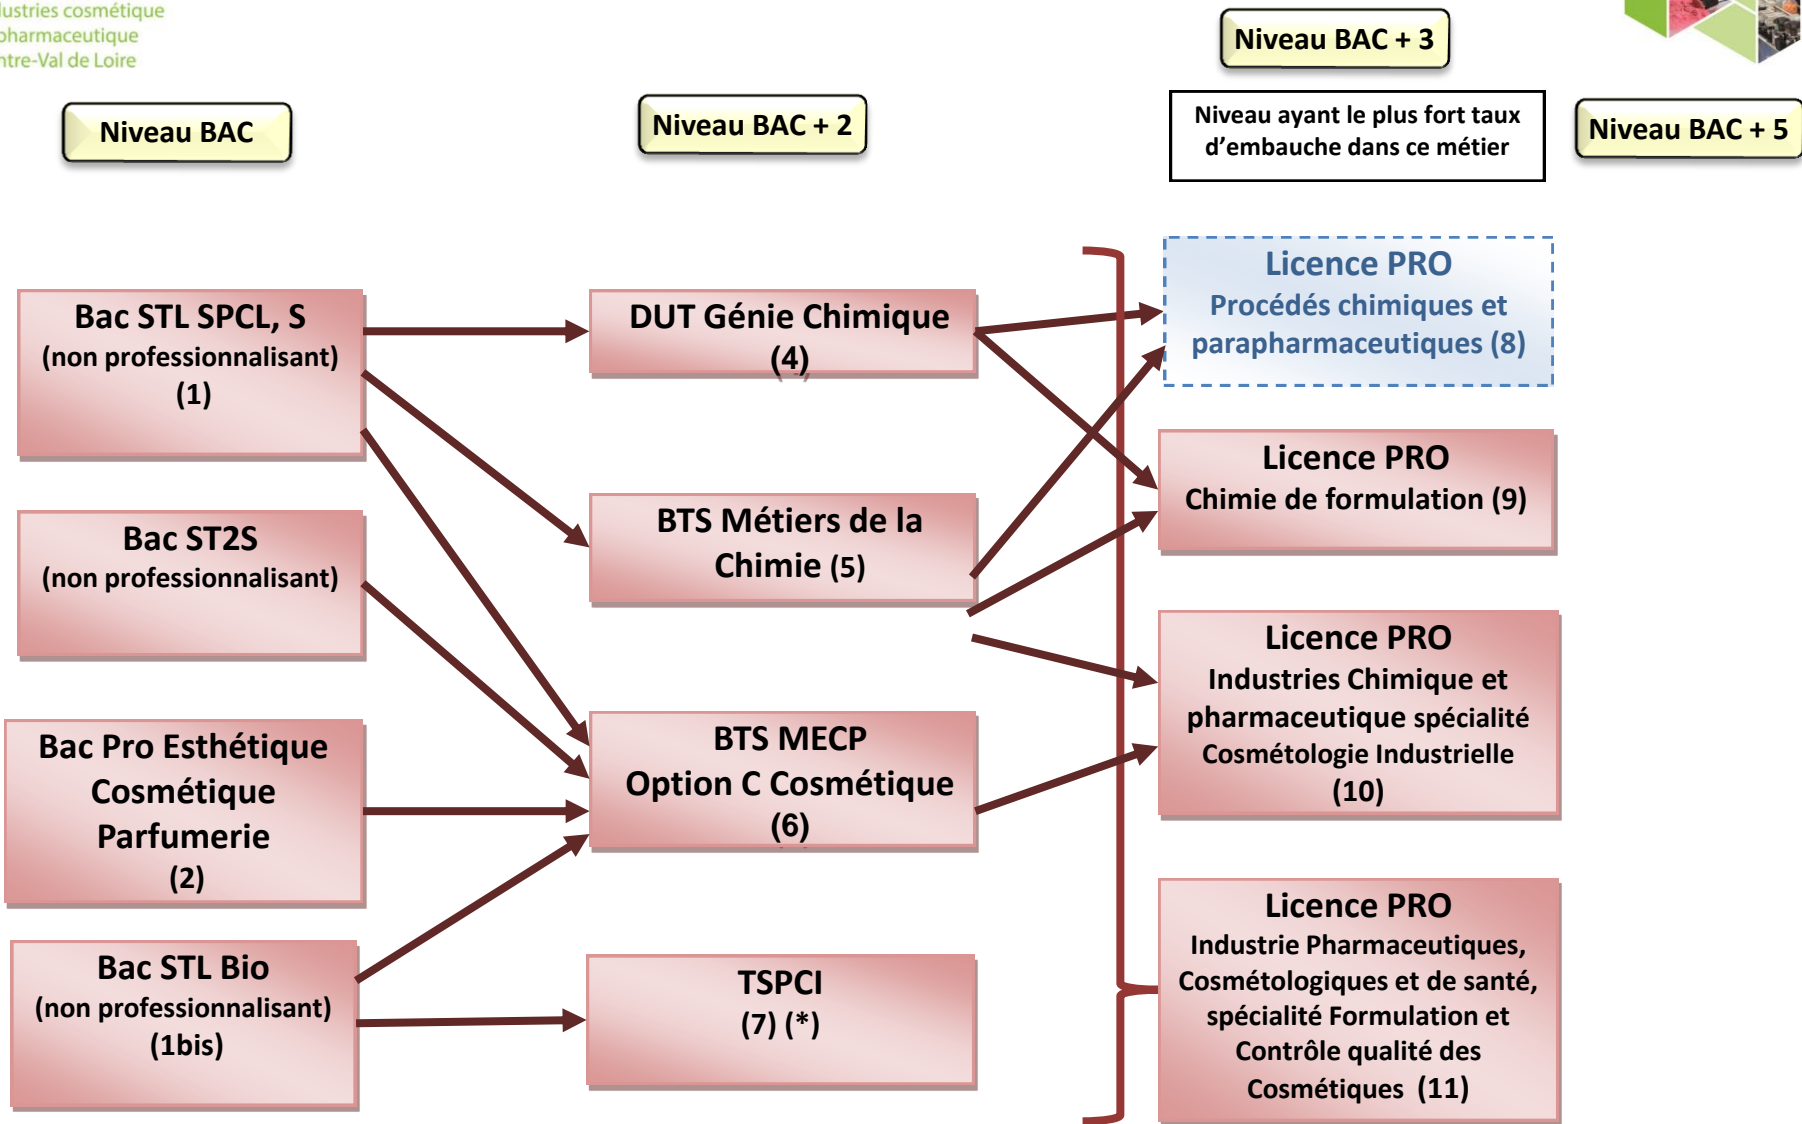 cosmétique
pharmaceutique
de Loire
Niveau BAC
Niveau BAC + 2
Niveau BAC + 3
Niveau ayant le plus fort taux
d’embauche dans ce métier
Niveau BAC + 5
Bac STL SPCL, S
(non professionnalisant)
(1)
Bac ST2S
(non professionnalisant)
Bac Pro Esthétique
Cosmétique
Parfumerie
(2)
Bac STL Bio
(non professionnalisant)
(1bis)
DUT Génie Chimique
(4)
BTS Métiers de la
Chimie (5)
BTS MECP
Option C Cosmétique
(6)
TSPCI
(7) (*)
Licence PRO
Procédés chimiques et
parapharmaceutiques (8)
Licence PRO
Chimie de formulation (9)
Licence PRO
Industries Chimique et
pharmaceutique spécialité
Cosmétologie Industrielle
(10)
Licence PRO
Industrie Pharmaceutiques,
Cosmétologiques et de santé,
spécialité Formulation et
Contrôle qualité des
Cosmétiques (11)